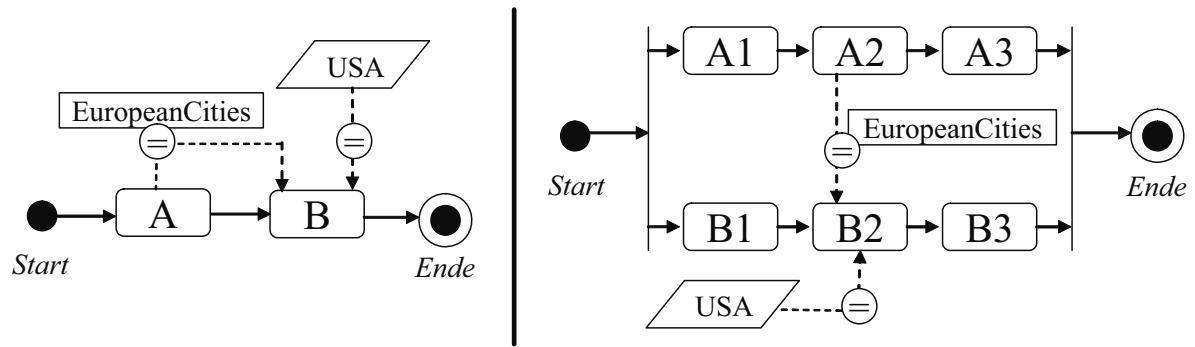 USA
EuropeanCities
=
=
A
B
Start
Ende
A1
A2
A3
EuropeanCities
=
Start
Ende
B1
B2
B3
USA
=